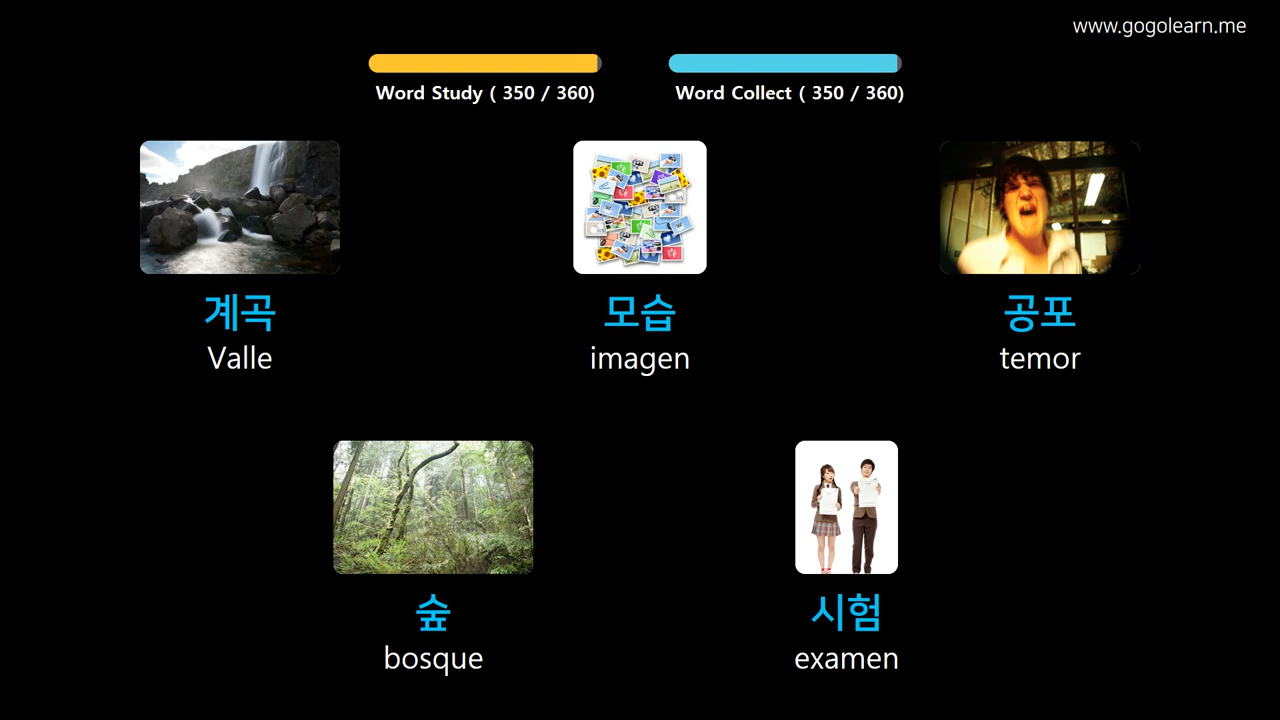 www.gogolearn.me
Word Study ( 350 / 360)
Word Collect ( 350 / 360)
계곡
Valle
모습
imagen
공포
temor
숲
bosque
시험
examen